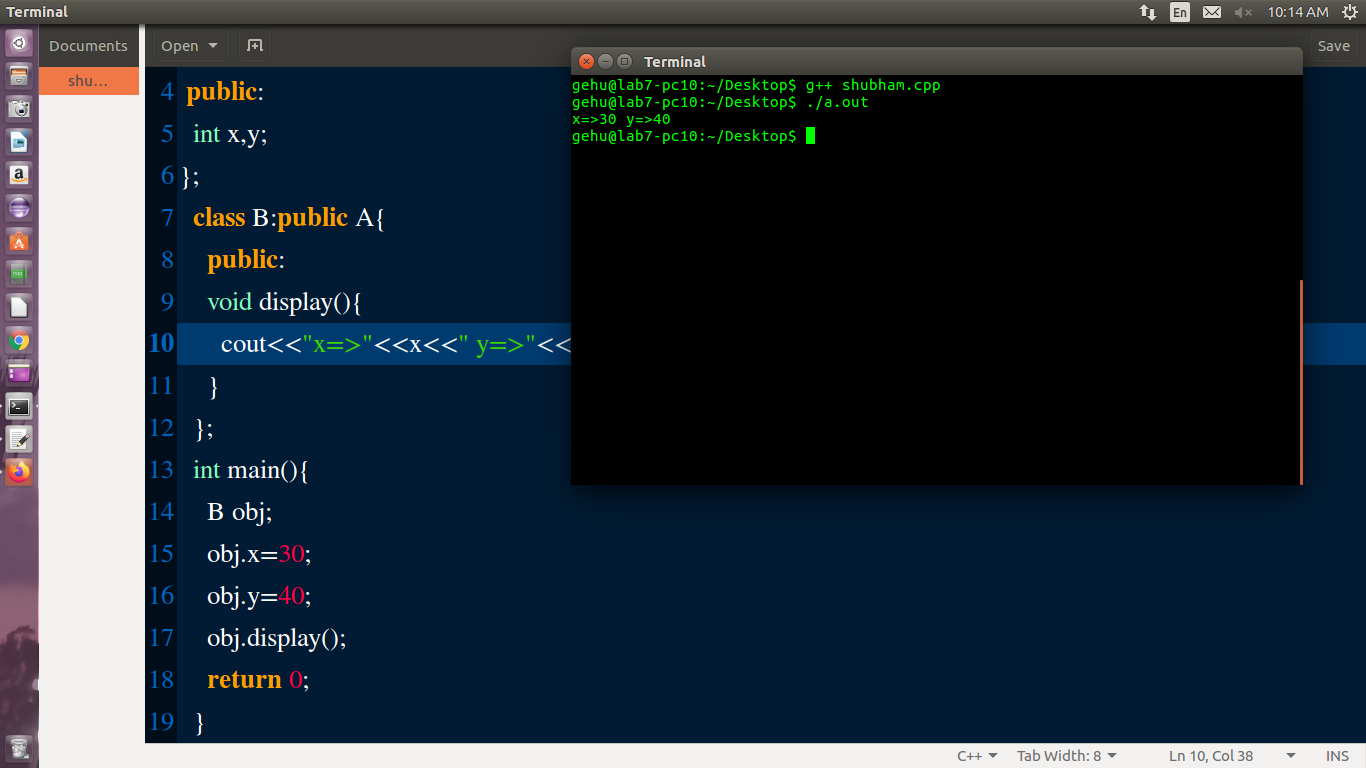 Terminal
En
10:14 AM
Documents
Open
Save
shu...
Terminal
gehu@lab7-pc10:~/Desktop$ g++ shubham.cpp
gehu@lab7-pc10:~/Desktop$ ./a.out
x=>30 y=>40
gehu@lab7-pc10:~/Desktop$
4 public:
5 int x,y;
6 };
7 class B:public A{
8 public:
9 void display(){
10 cout<<"x=>"<<x<<" y=>"<<
11 }
12 };
13 int main(){
14 B obj;
15 obj.x=30;
16 obj.y=40;
17 obj.display();
18 return 0;
19 }
C++ Tab Width: 8 Ln 10, Col 38 INS